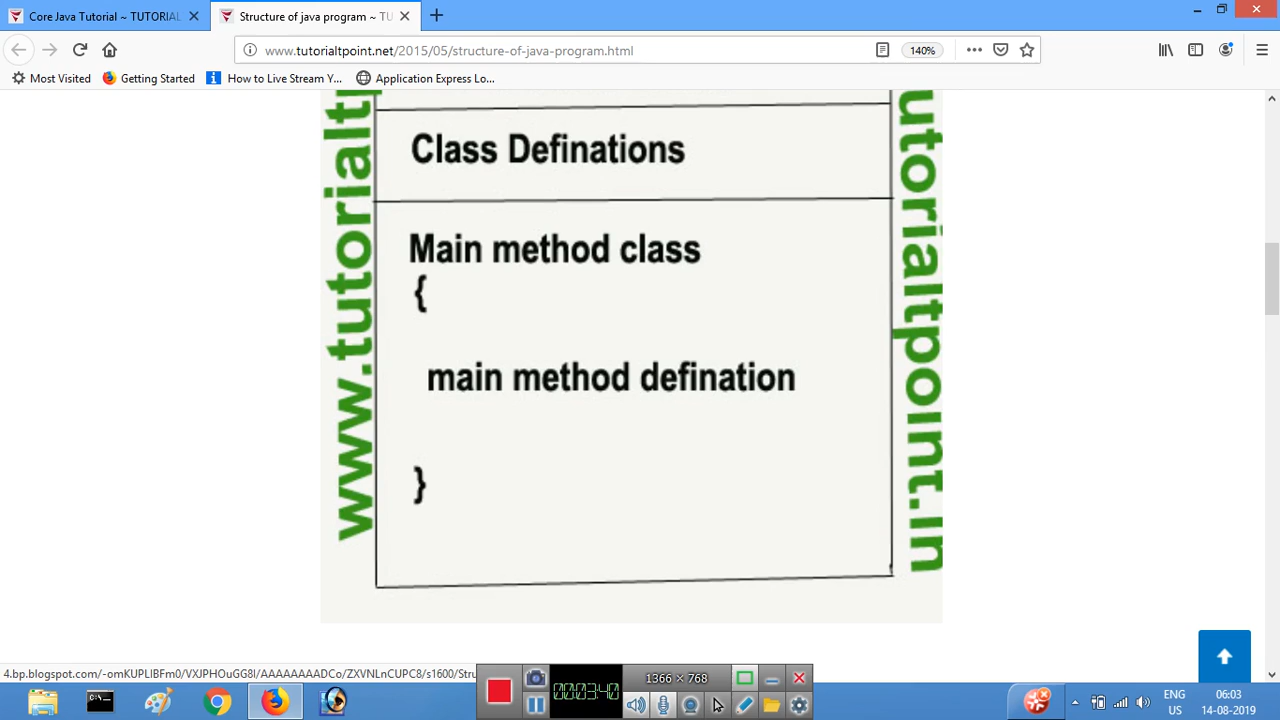 Core Java Tutorial ~ TUTORIAL
Structure of java program ~ TU
www.tutorialtpoint.net/2015/05/structure-of-java-program.html
140%
Most Visited
Getting Started
How to Live Stream Y...
Application Express Lo...
www.tutorialt
utorialtpoint.in
Class Definations
Main method class
{
main method defination
}
4.bp.blogspot.com/-omKUPLIBFm0/VXJPHOuGG8I/AAAAAAAADCo/ZXVNLnCUPC8/s1600/Stru
1366 x 768
00:03:40
ENG
US
06:03
14-08-2019